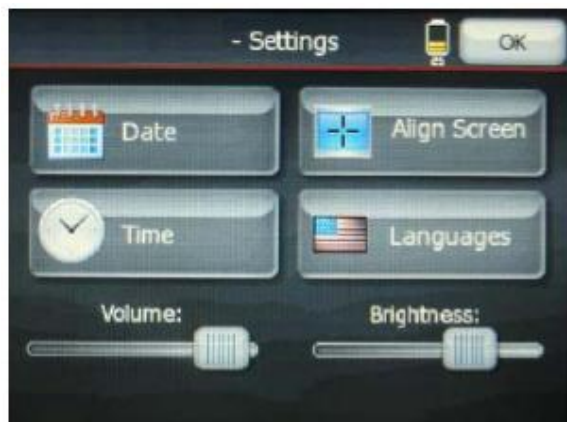 - Settings
OK
Date
Align Screen
Time
Languages
Volume:
Brightness: